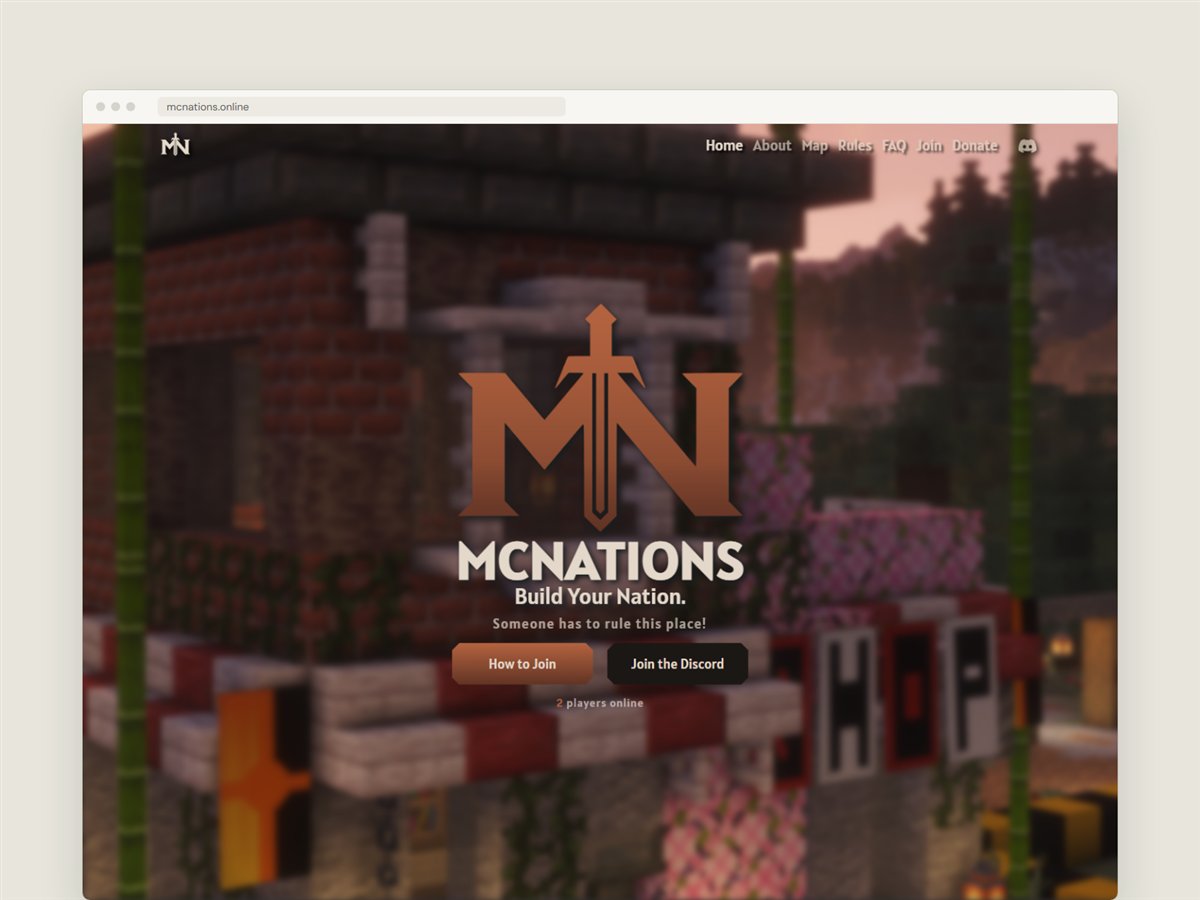 mcnations.online
MN
Home About Map Rules FAQ Join Donate
MN
MCNATIONS
Build Your Nation.
Someone has to rule this place!
How to Join Join the Discord
2 players online
HOP